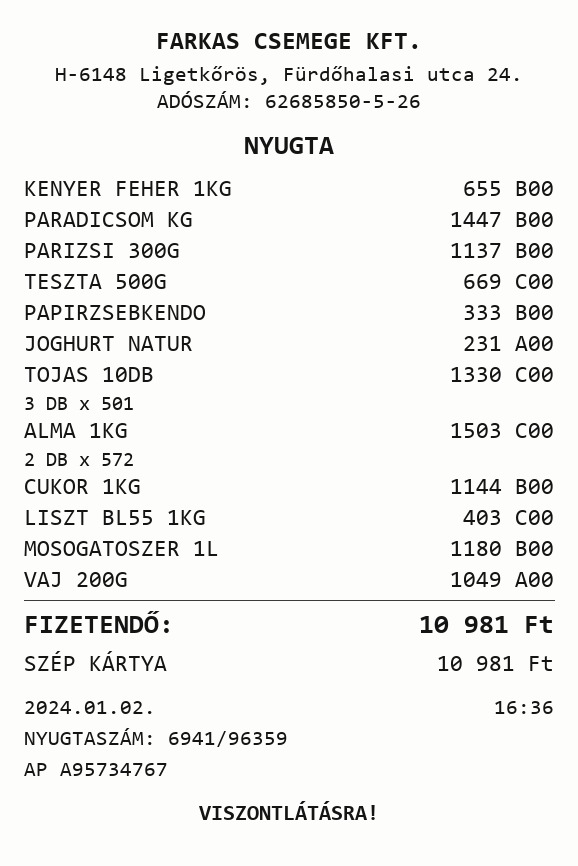 FARKAS CSEMEGE KFT.
H-6148 Ligetkőrös, Fürdőhalasi utca 24.
ADÓSZÁM: 62685850-5-26
NYUGTA
KENYER FEHER 1KG 655 B00
PARADICSOM KG 1447 B00
PARIZSI 300G 1137 B00
TESZTA 500G 669 C00
PAPIRZSEBKENDO 333 B00
JOGHURT NATUR 231 A00
TOJAS 10DB 1330 C00
3 DB x 501
ALMA 1KG 1503 C00
2 DB x 572
CUKOR 1KG 1144 B00
LISZT BL55 1KG 403 C00
MOSOGATOSZER 1L 1180 B00
VAJ 200G 1049 A00
FIZETENDŐ: 10 981 Ft
SZÉP KÁRTYA 10 981 Ft
2024.01.02. 16:36
NYUGTASZÁM: 6941/96359
AP A95734767
VISZONTLÁTÁSRA!